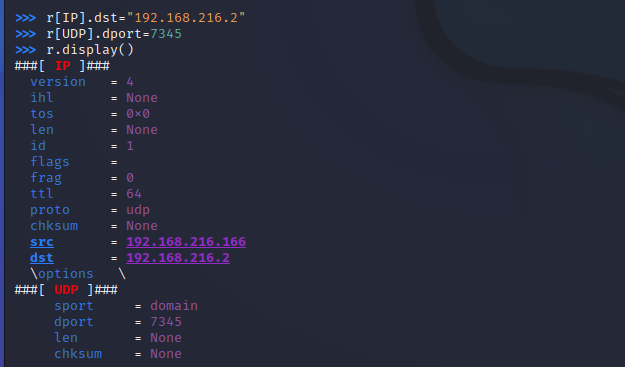 >>> r[IP].dst="192.168.216.2"
>>> r[UDP].dport=7345
>>> r.display()
###[ IP ]###
  version   = 4
  ihl       = None
  tos       = 0×0
  len       = None
  id        = 1
  flags     =
  frag      = 0
  ttl       = 64
  proto     = udp
  chksum    = None
  src       = 192.168.216.166
  dst       = 192.168.216.2
  \options   \
###[ UDP ]###
     sport     = domain
     dport     = 7345
     len       = None
     chksum    = None